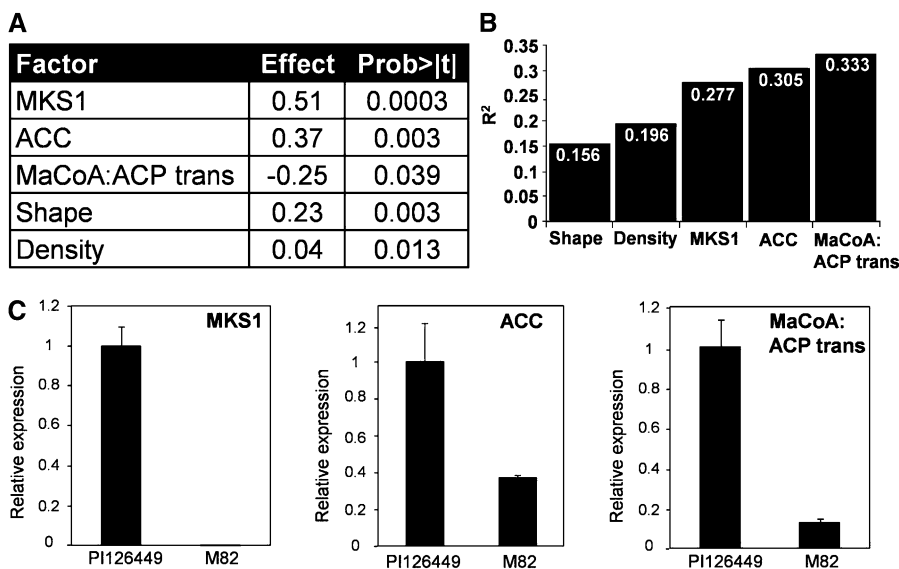 A
Factor Effect Prob>|t|
MKS1 0.51 0.0003
ACC 0.37 0.003
MaCoA:ACP trans -0.25 0.039
Shape 0.23 0.003
Density 0.04 0.013
B
R²
0.35
0.3
0.25
0.2
0.15
0.1
0.05
0
0.156
0.196
0.277
0.305
0.333
Shape Density MKS1 ACC MaCoA:
ACP trans
C
MKS1
Relative expression
1.2
1
0.8
0.6
0.4
0.2
0
PI126449 M82
ACC
Relative expression
1.2
1
0.8
0.6
0.4
0.2
0
PI126449 M82
MaCoA:
ACP trans
Relative expression
1.2
1
0.8
0.6
0.4
0.2
0
PI126449 M82